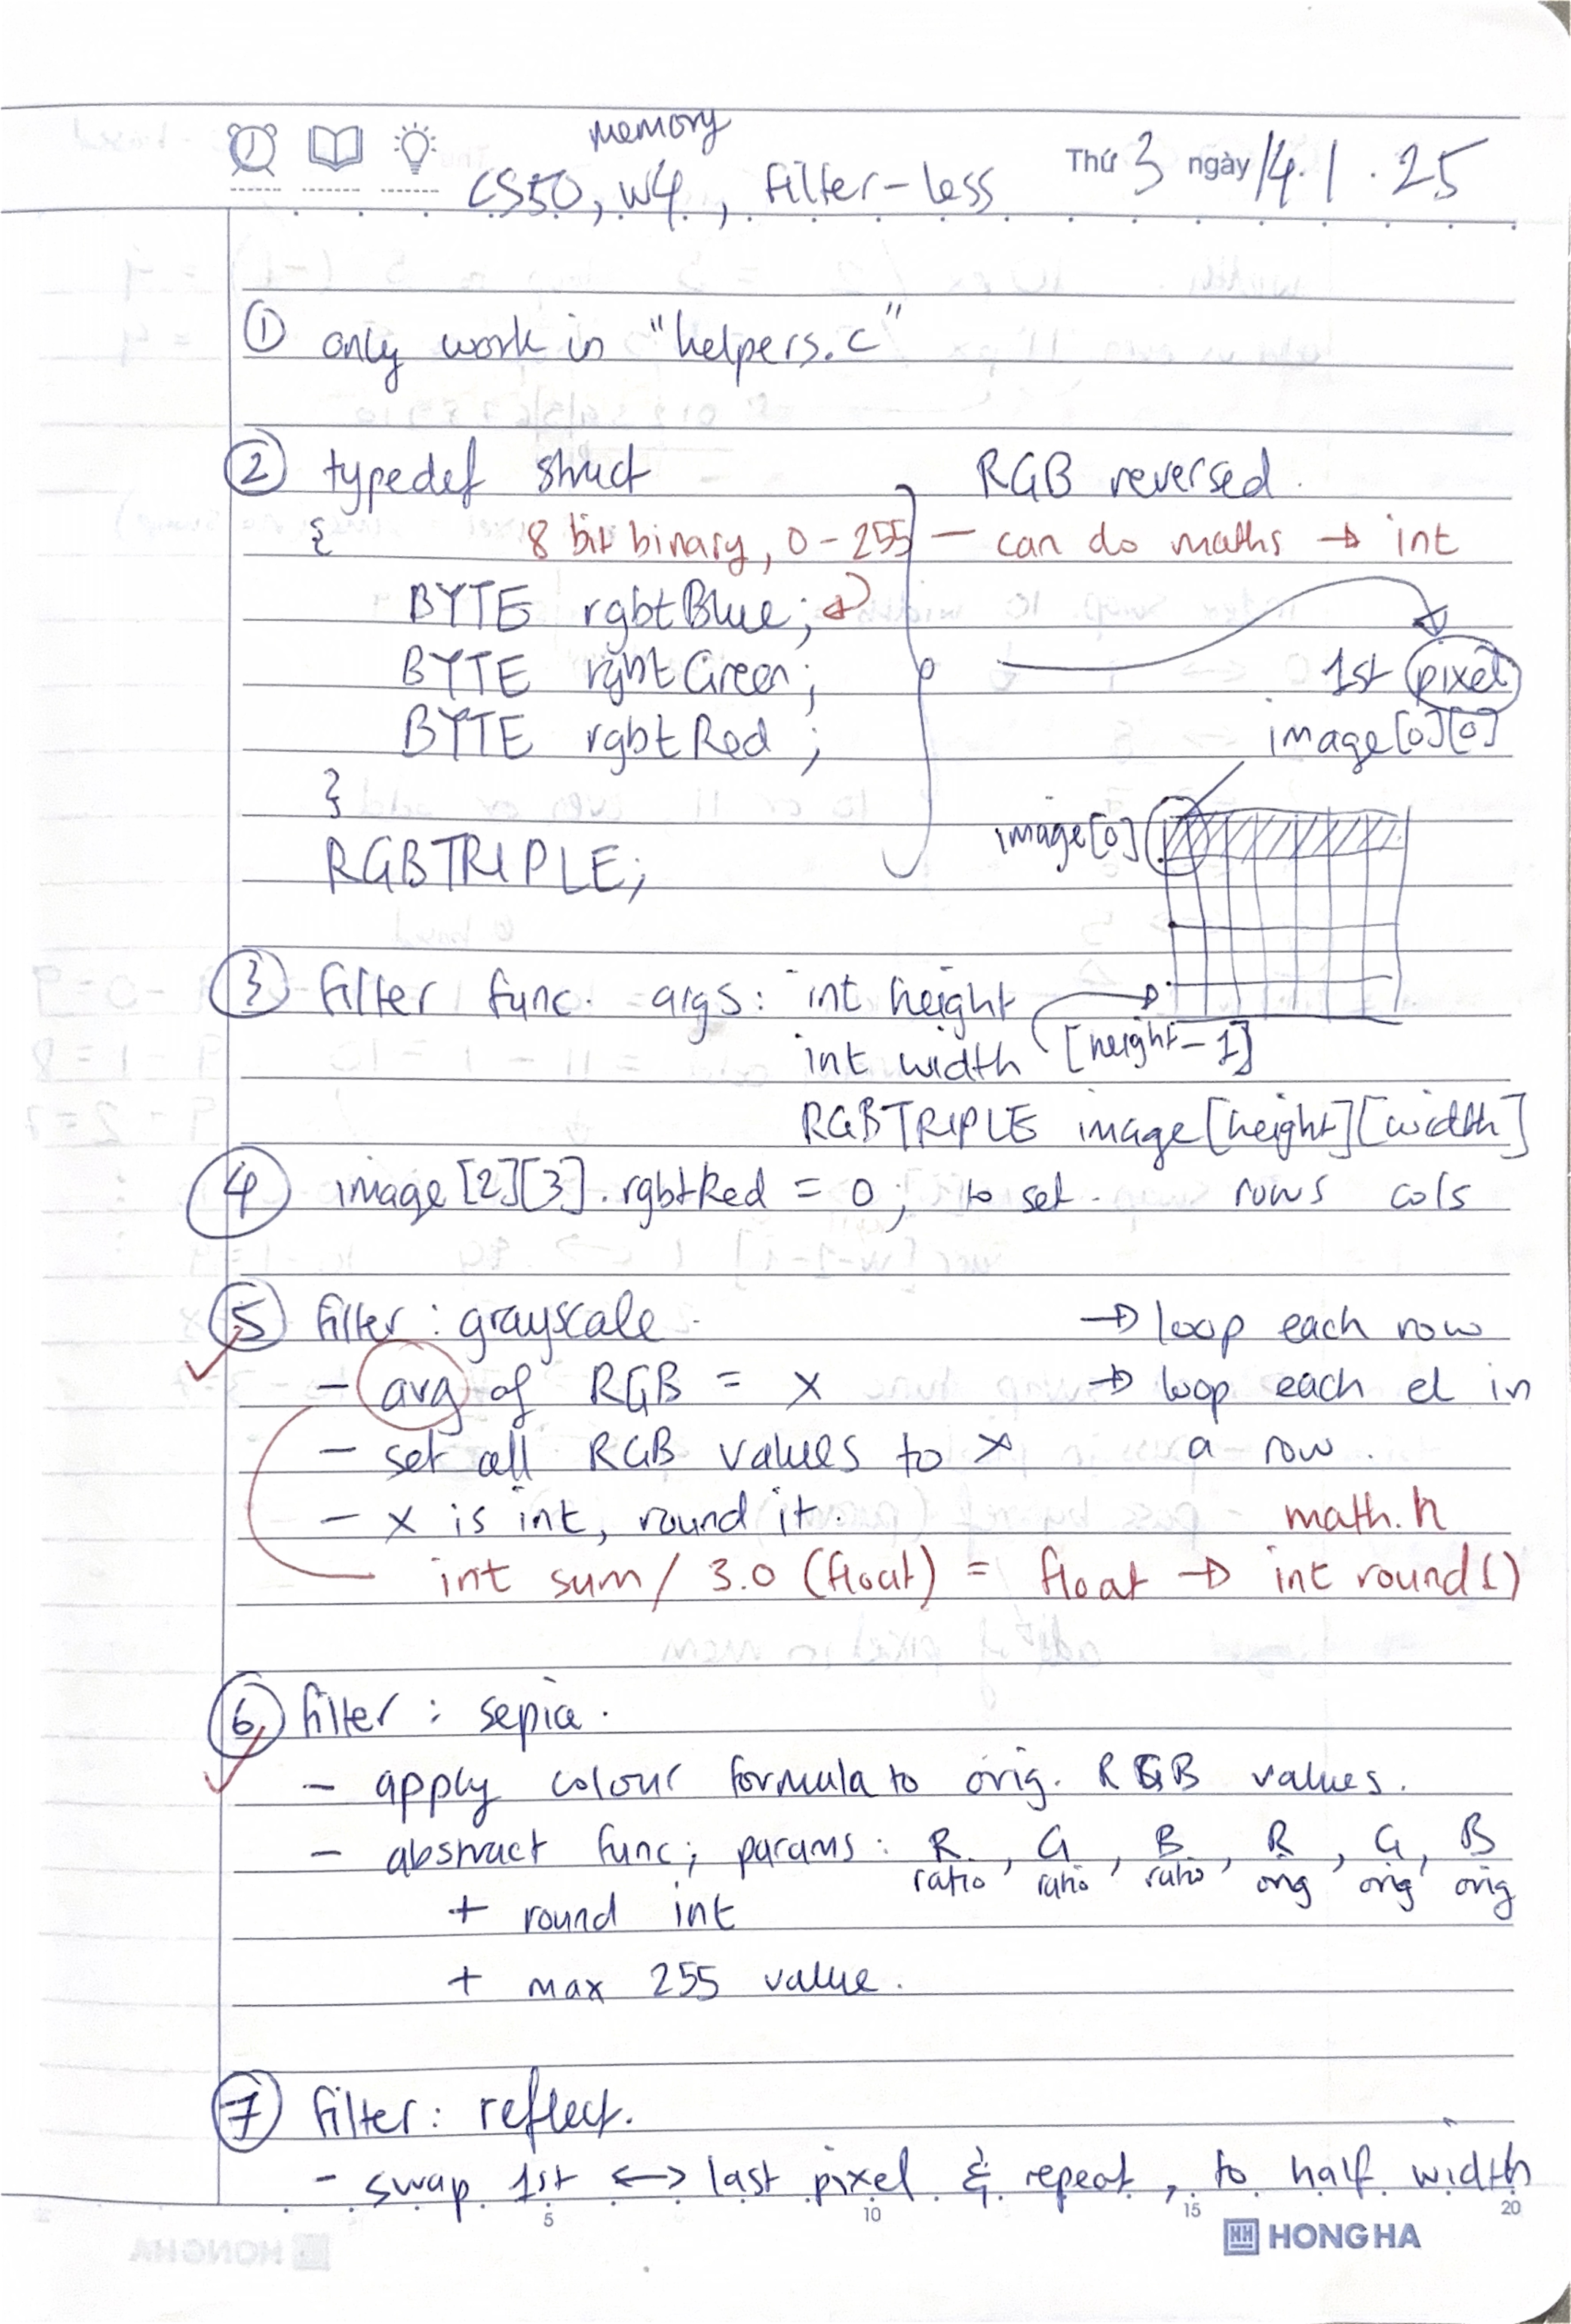 memory
CS50, W4, filter-less
Thứ 3 ngày 14.1.25
① only work in "helpers.c"
② typedef struct
RGB reversed.
{ 8 bit binary, 0-255 — can do maths → int
BYTE rgbtBlue;
BYTE rgbtGreen;
1st pixel
BYTE rgbtRed ;
image[0][0]
}
image[0]
RGBTRIPLE;
③ filter func. args: int height
int width [height-1]
RGBTRIPLE image[height][width]
④ image[2][3].rgbtRed = 0; to set. rows cols
⑤ filter: grayscale. → loop each row
- avg of RGB = x → loop each el in
- set all RGB values to x a row.
- x is int, round it. math.h
int sum / 3.0 (float) = float → int round()
⑥ filter: sepia.
- apply colour formula to orig. RGB values.
- abstract func; params: R ratio, G ratio, B ratio, R orig, G orig, B orig
+ round int
+ max 255 value.
⑦ filter: reflect.
- swap 1st <-> last pixel & repeat, to half width
5 10 15 20
HH HONG HA